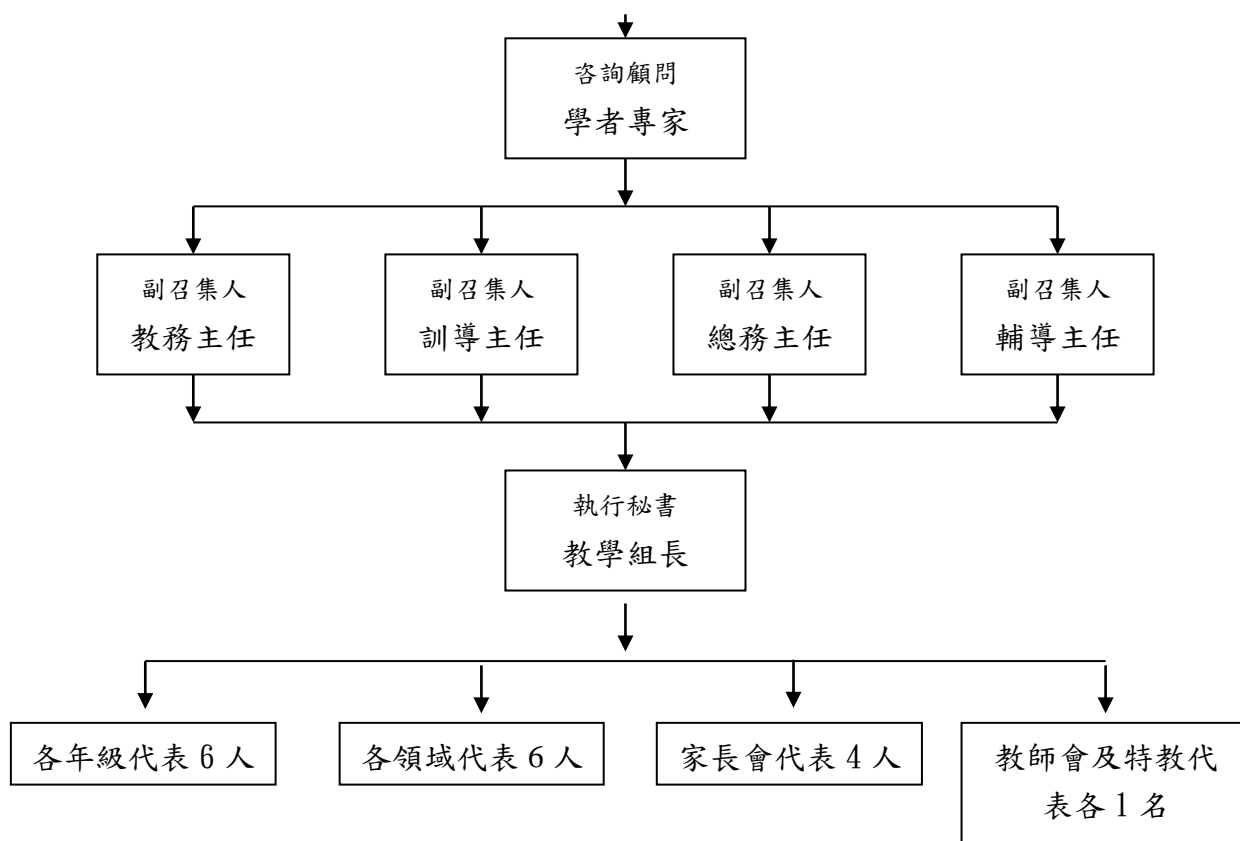 咨詢顧問
學者專家
副召集人
教務主任
副召集人
訓導主任
副召集人
總務主任
副召集人
輔導主任
執行秘書
教學組長
各年級代表 6 人
各領域代表 6 人
家長會代表 4 人
教師會及特教代
表各 1 名